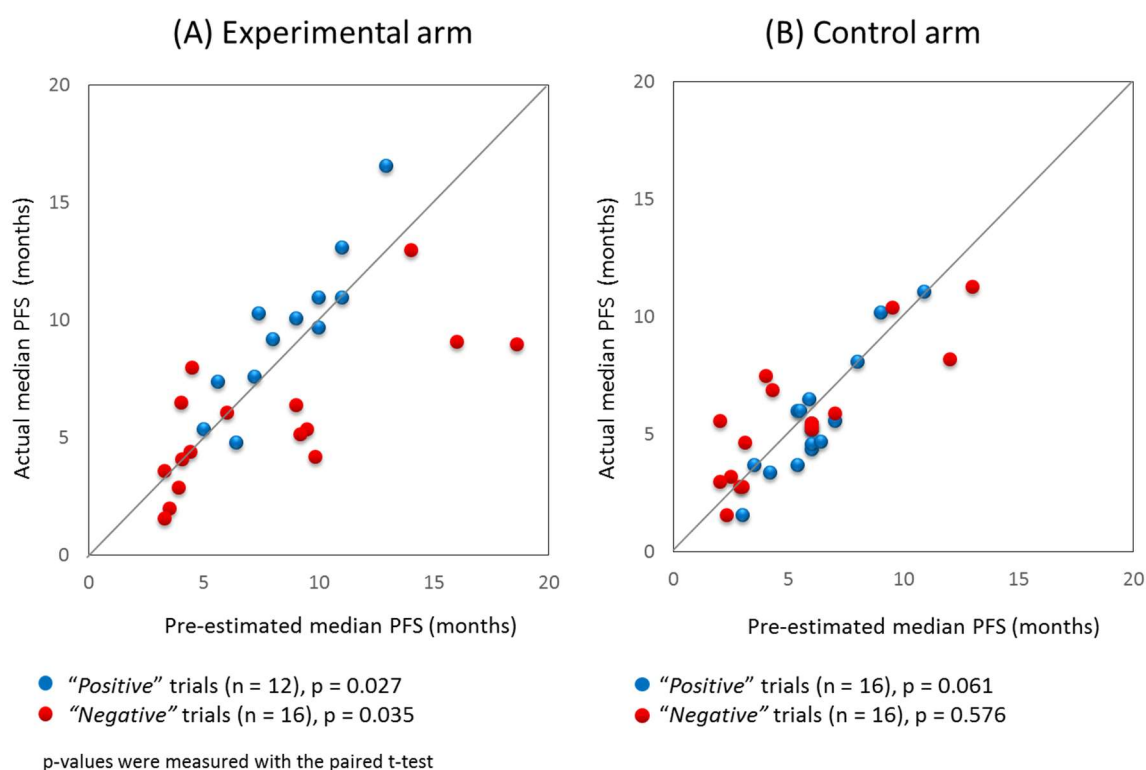 (A) Experimental arm
(B) Control arm
Actual median PFS (months)
20
15
10
5
0
0 5 10 15 20
Pre-estimated median PFS (months)
Actual median PFS (months)
20
15
10
5
0
0 5 10 15 20
Pre-estimated median PFS (months)
“Positive” trials (n = 12), p = 0.027
“Negative” trials (n = 16), p = 0.035
p-values were measured with the paired t-test
“Positive” trials (n = 16), p = 0.061
“Negative” trials (n = 16), p = 0.576